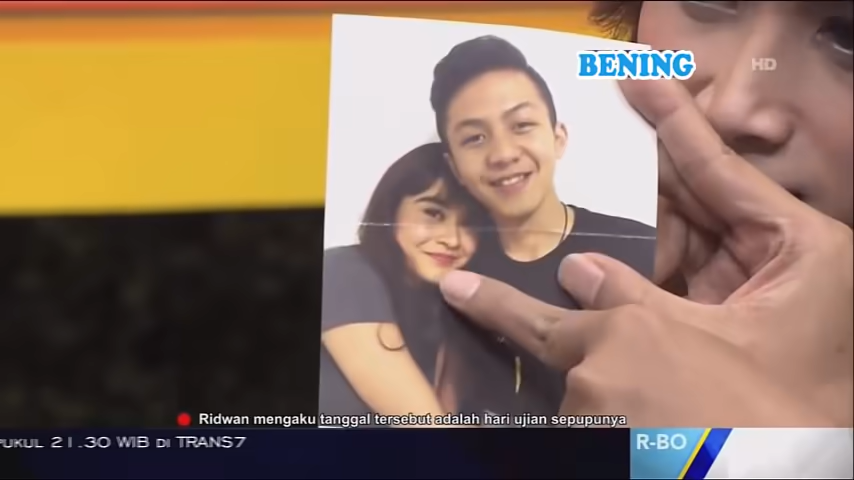 BENING
HD
Ridwan mengaku tanggal tersebut adalah hari ujian sepupunya
PUKUL 21.30 WIB DI TRANS7
R-BO